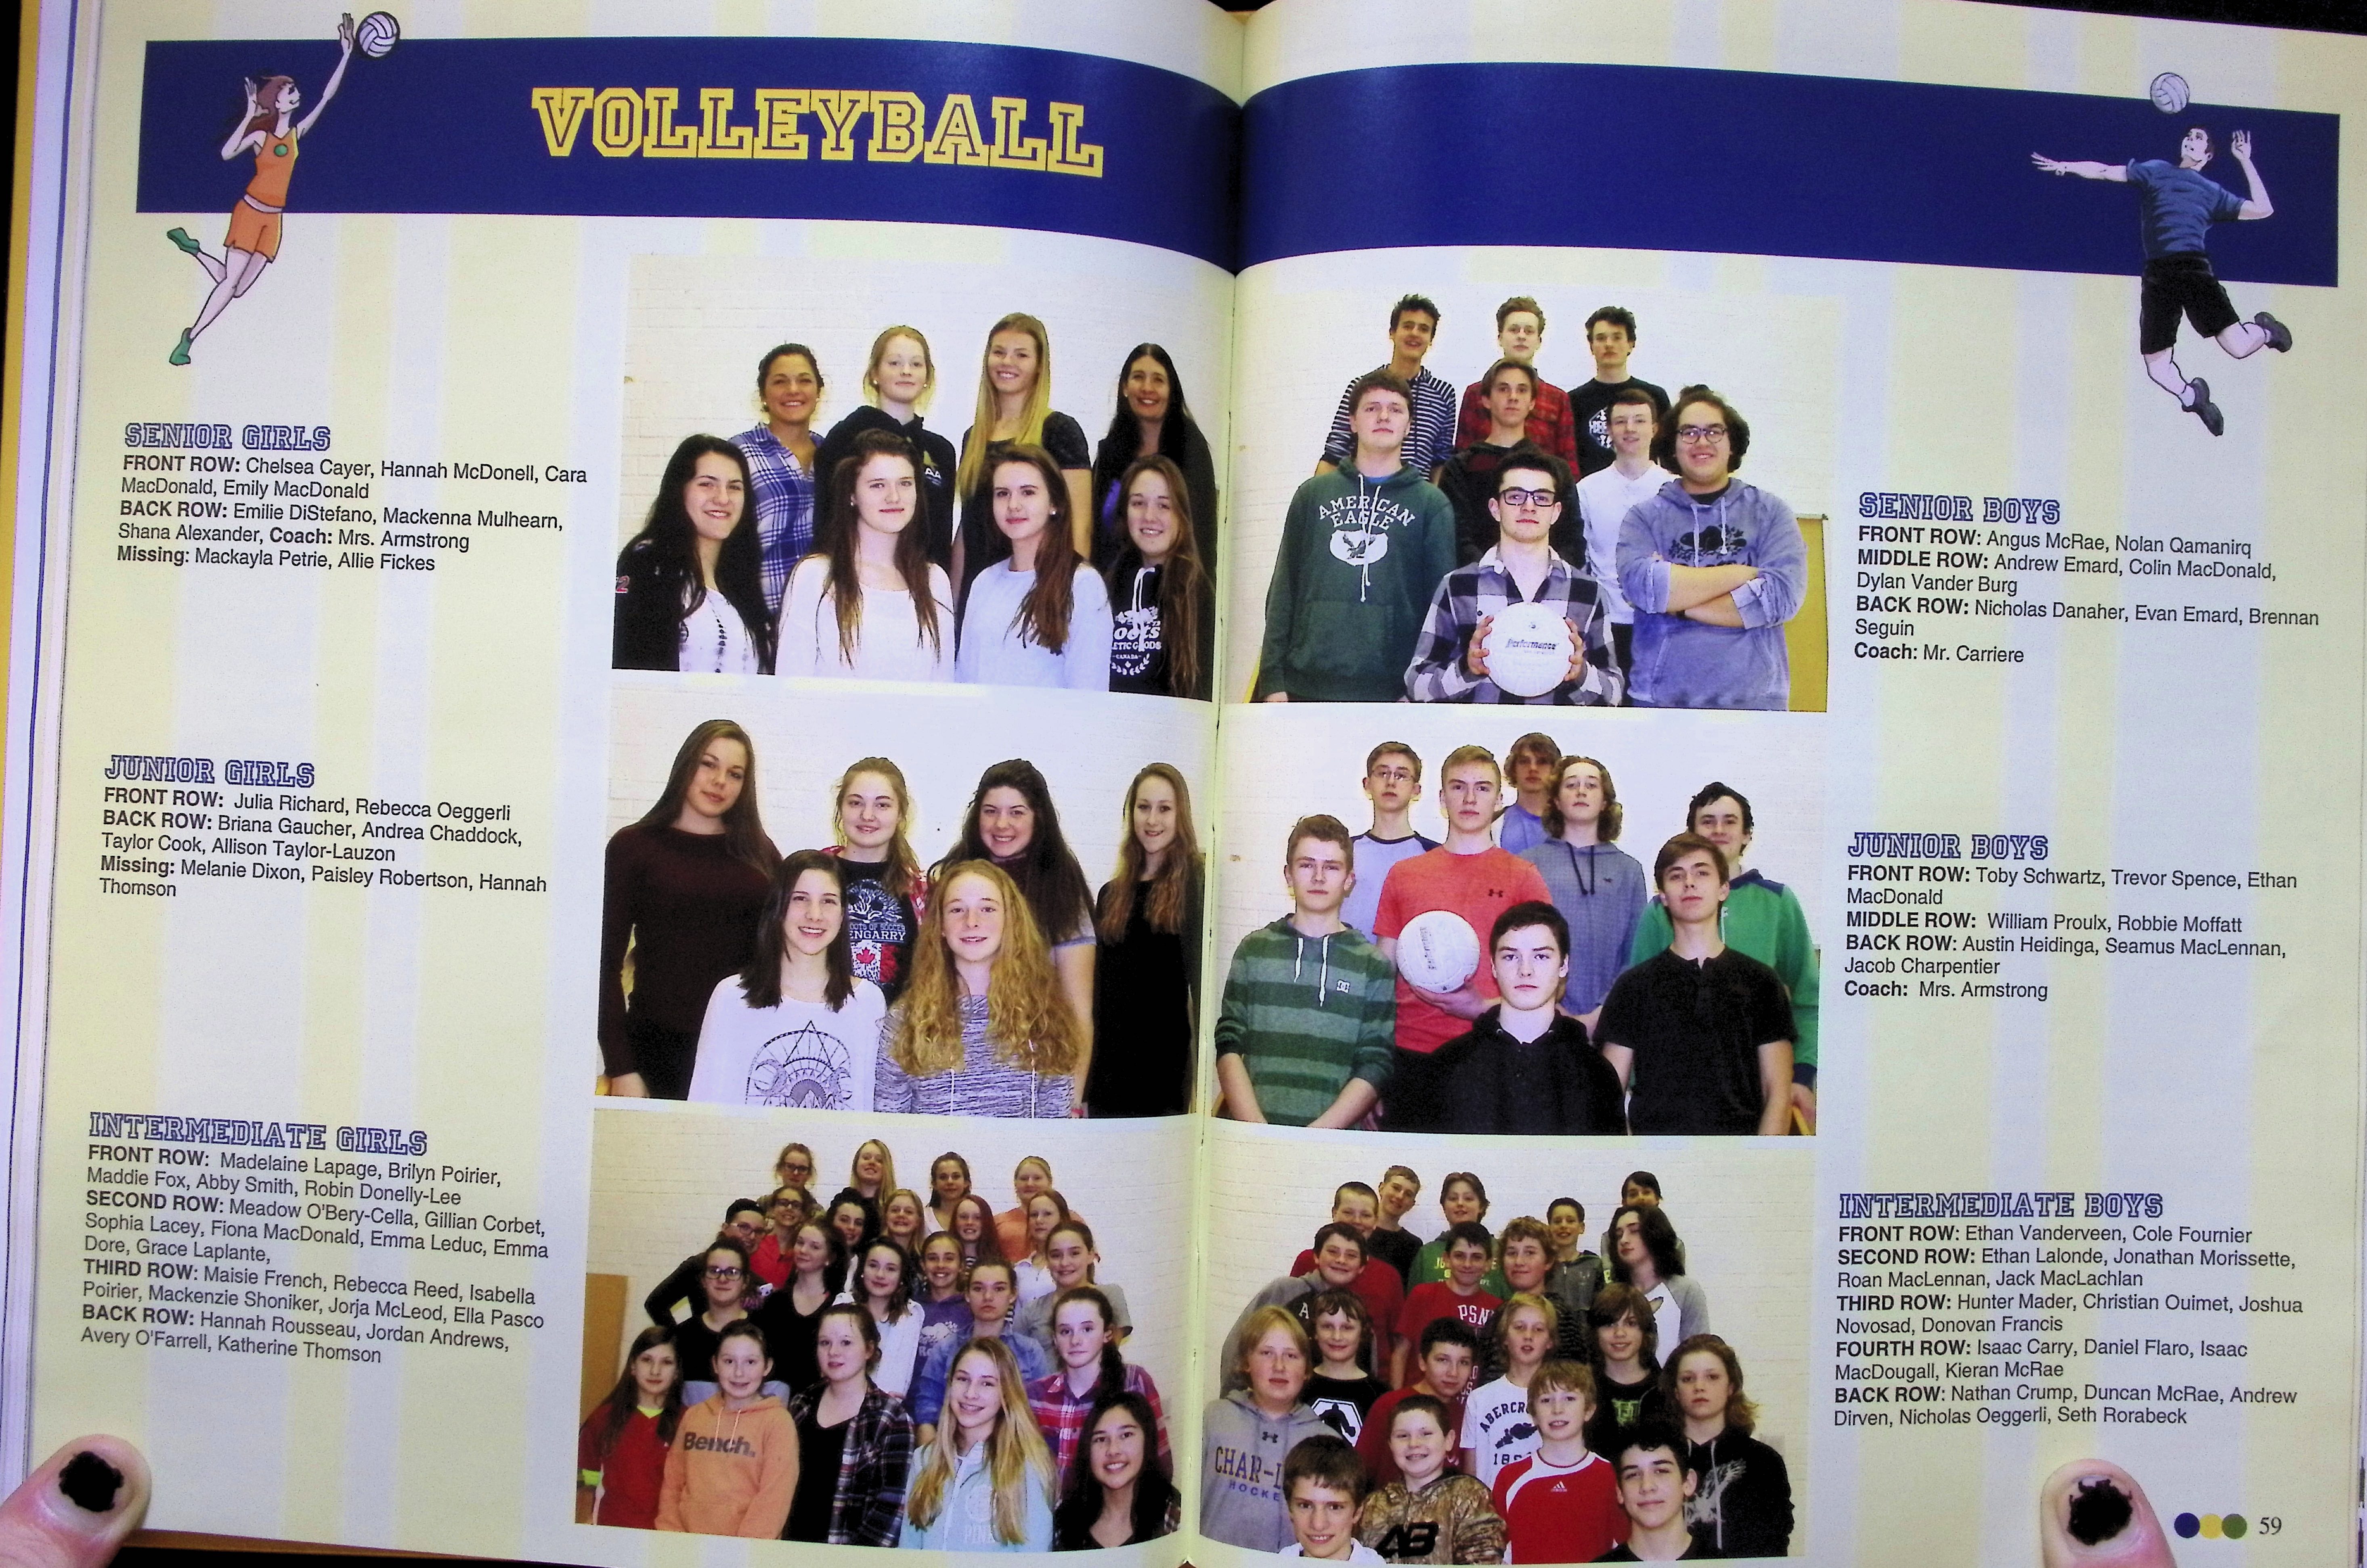 VOLLEYBALL
SENIOR GIRLS
FRONT ROW: Chelsea Cayer, Hannah McDonell, Cara
MacDonald, Emily MacDonald
BACK ROW: Emilie DiStefano, Mackenna Mulhearn,
Shana Alexander, Coach: Mrs. Armstrong
Missing: Mackayla Petrie, Allie Fickes
JUNIOR GIRLS
FRONT ROW: Julia Richard, Rebecca Oeggerli
BACK ROW: Briana Gaucher, Andrea Chaddock,
Taylor Cook, Allison Taylor-Lauzon
Missing: Melanie Dixon, Paisley Robertson, Hannah
Thomson
INTERMEDIATE GIRLS
FRONT ROW: Madelaine Lapage, Brilyn Poirier,
Maddie Fox, Abby Smith, Robin Donelly-Lee
SECOND ROW: Meadow O'Bery-Cella, Gillian Corbet,
Sophia Lacey, Fiona MacDonald, Emma Leduc, Emma
Dore, Grace Laplante,
THIRD ROW: Maisie French, Rebecca Reed, Isabella
Poirier, Mackenzie Shoniker, Jorja McLeod, Ella Pasco
BACK ROW: Hannah Rousseau, Jordan Andrews,
Avery O'Farrell, Katherine Thomson
ENGARRY
Bench.
AMERICAN
EAGLE
Performance
PSN
ABERCR
CHAR-L
HOCKE
SENIOR BOYS
FRONT ROW: Angus McRae, Nolan Qamanirq
MIDDLE ROW: Andrew Emard, Colin MacDonald,
Dylan Vander Burg
BACK ROW: Nicholas Danaher, Evan Emard, Brennan
Seguin
Coach: Mr. Carriere
JUNIOR BOYS
FRONT ROW: Toby Schwartz, Trevor Spence, Ethan
MacDonald
MIDDLE ROW: William Proulx, Robbie Moffatt
BACK ROW: Austin Heidinga, Seamus MacLennan,
Jacob Charpentier
Coach: Mrs. Armstrong
INTERMEDIATE BOYS
FRONT ROW: Ethan Vanderveen, Cole Fournier
SECOND ROW: Ethan Lalonde, Jonathan Morissette,
Roan MacLennan, Jack MacLachlan
THIRD ROW: Hunter Mader, Christian Ouimet, Joshua
Novosad, Donovan Francis
FOURTH ROW: Isaac Carry, Daniel Flaro, Isaac
MacDougall, Kieran McRae
BACK ROW: Nathan Crump, Duncan McRae, Andrew
Dirven, Nicholas Oeggerli, Seth Rorabeck
59